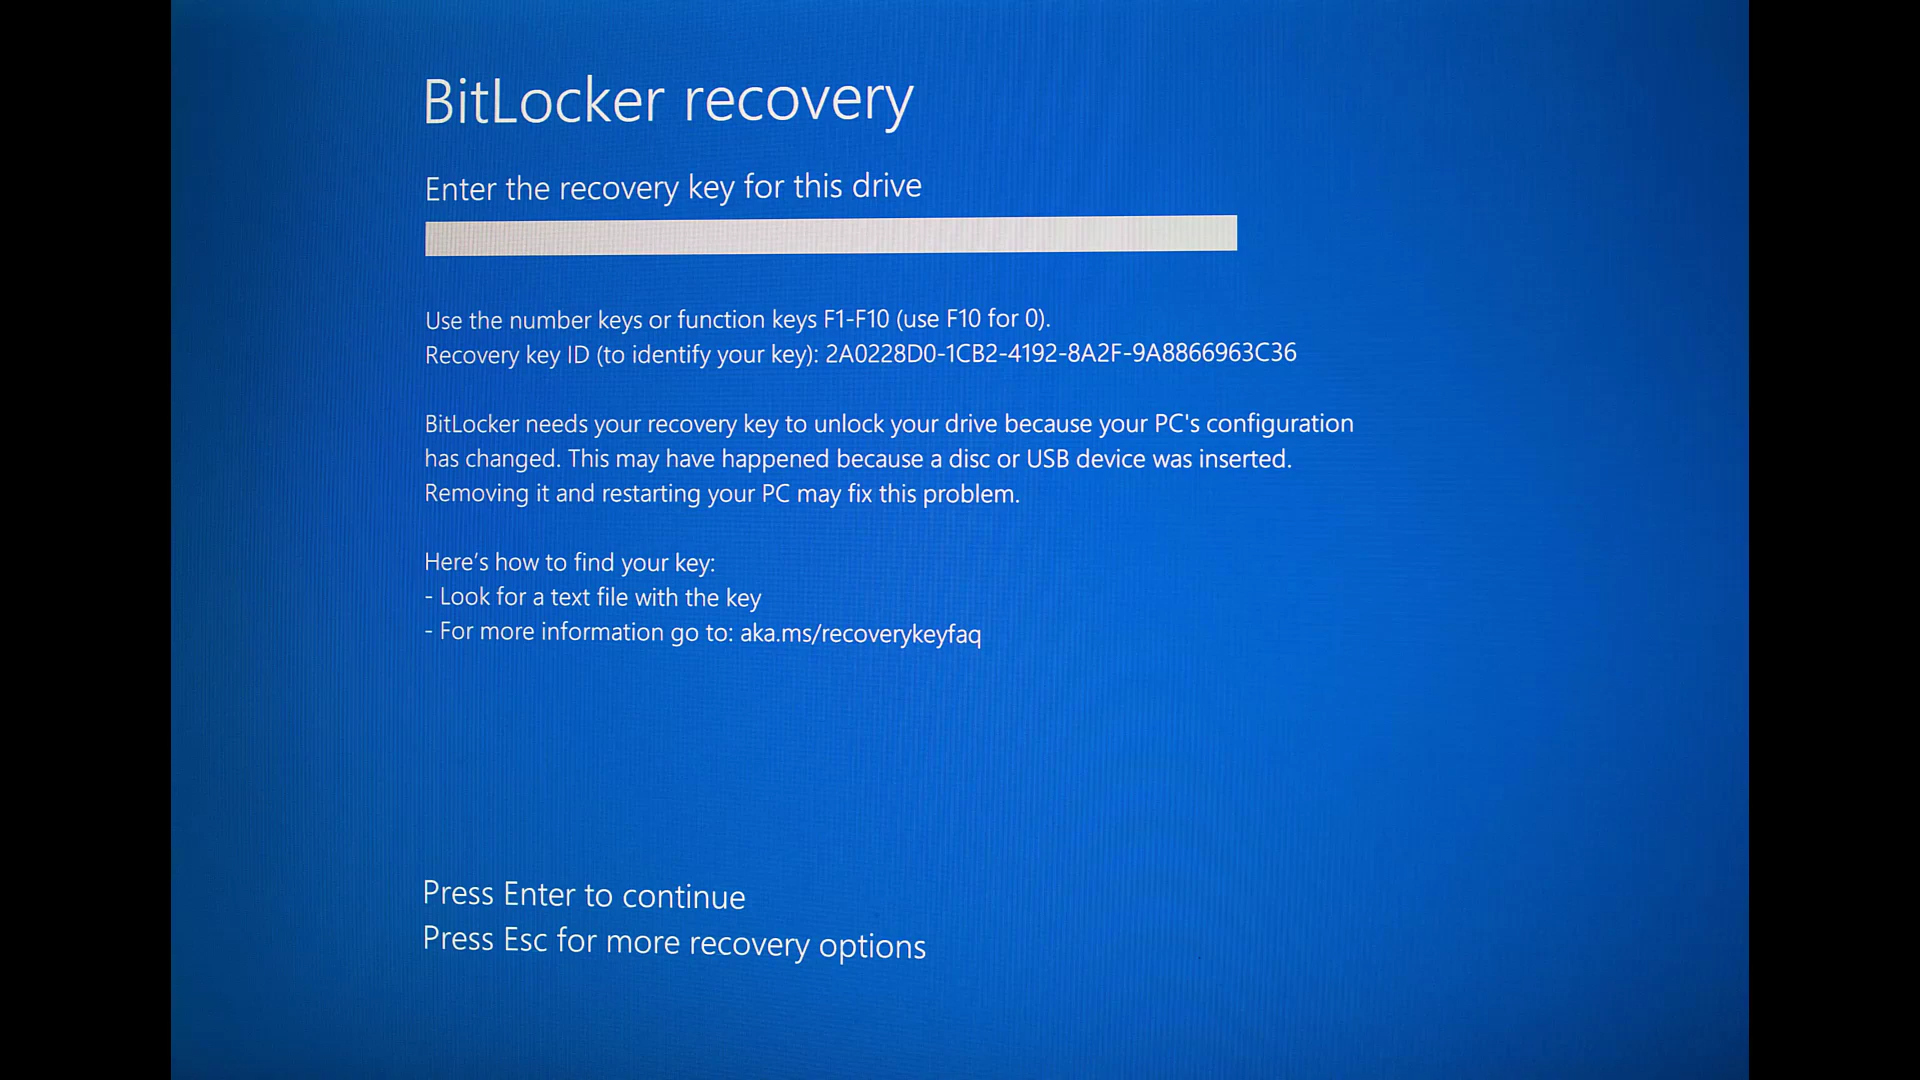 BitLocker recovery
Enter the recovery key for this drive
Use the number keys or function keys F1-F10 (use F10 for 0).
Recovery key ID (to identify your key): 2A0228D0-1CB2-4192-8A2F-9A8866963C36
BitLocker needs your recovery key to unlock your drive because your PC's configuration
has changed. This may have happened because a disc or USB device was inserted.
Removing it and restarting your PC may fix this problem.
Here’s how to find your key:
- Look for a text file with the key
- For more information go to: aka.ms/recoverykeyfaq
Press Enter to continue
Press Esc for more recovery options